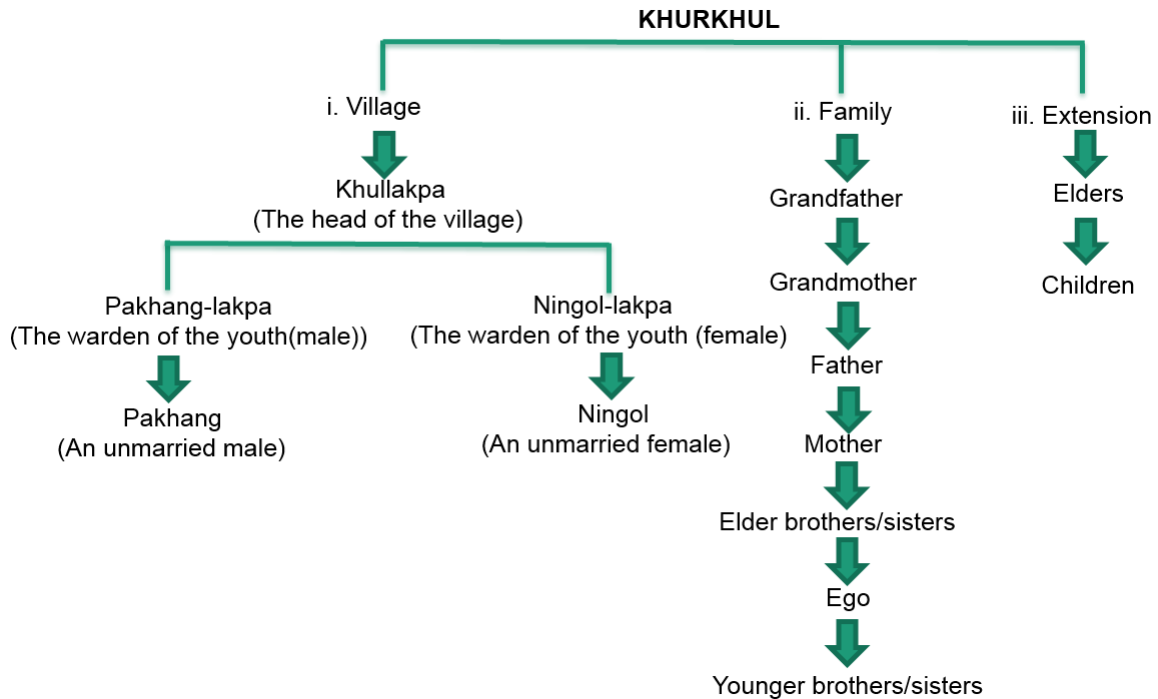 KHURKHUL
i. Village
Khullakpa
(The head of the village)
Pakhang-lakpa
(The warden of the youth(male))
Pakhang
(An unmarried male)
Ningol-lakpa
(The warden of the youth (female)
Ningol
(An unmarried female)
ii. Family
Grandfather
Grandmother
Father
Mother
Elder brothers/sisters
Ego
Younger brothers/sisters
iii. Extension
Elders
Children